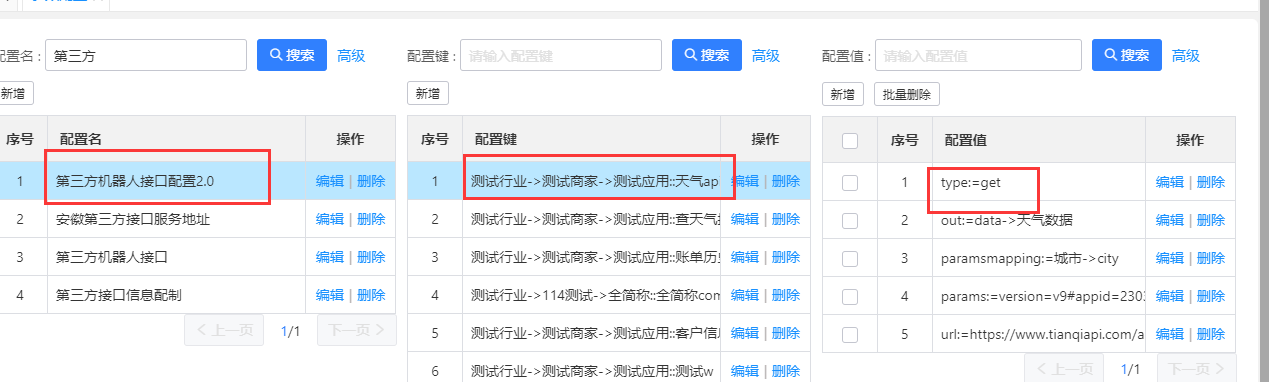 配置名 : 第三方 搜索 高级
新增
序号 配置名 操作
1 第三方机器人接口配置2.0 编辑 | 删除
2 安徽第三方接口服务地址 编辑 | 删除
3 第三方机器人接口 编辑 | 删除
4 第三方接口信息配制 编辑 | 删除
上一页 1/1 下一页
配置键 : 请输入配置键 搜索 高级
新增
序号 配置键 操作
1 测试行业->测试商家->测试应用::天气ap 编辑 | 删除
2 测试行业->测试商家->测试应用::查天气 编辑 | 删除
3 测试行业->测试商家->测试应用::账单历 编辑 | 删除
4 测试行业->114测试->全简称::全简称com 编辑 | 删除
5 测试行业->测试商家->测试应用::客户信 编辑 | 删除
6 测试行业->测试商家->测试应用::测试w 编辑 | 删除
配置值 : 请输入配置值 搜索 高级
新增 批量删除
序号 配置值 操作
1 type:=get 编辑 | 删除
2 out:=data->天气数据 编辑 | 删除
3 paramsmapping:=城市->city 编辑 | 删除
4 params:=version=v9#appid=230 编辑 | 删除
5 url:=https://www.tianqiapi.com/a 编辑 | 删除
上一页 1/1 下一页